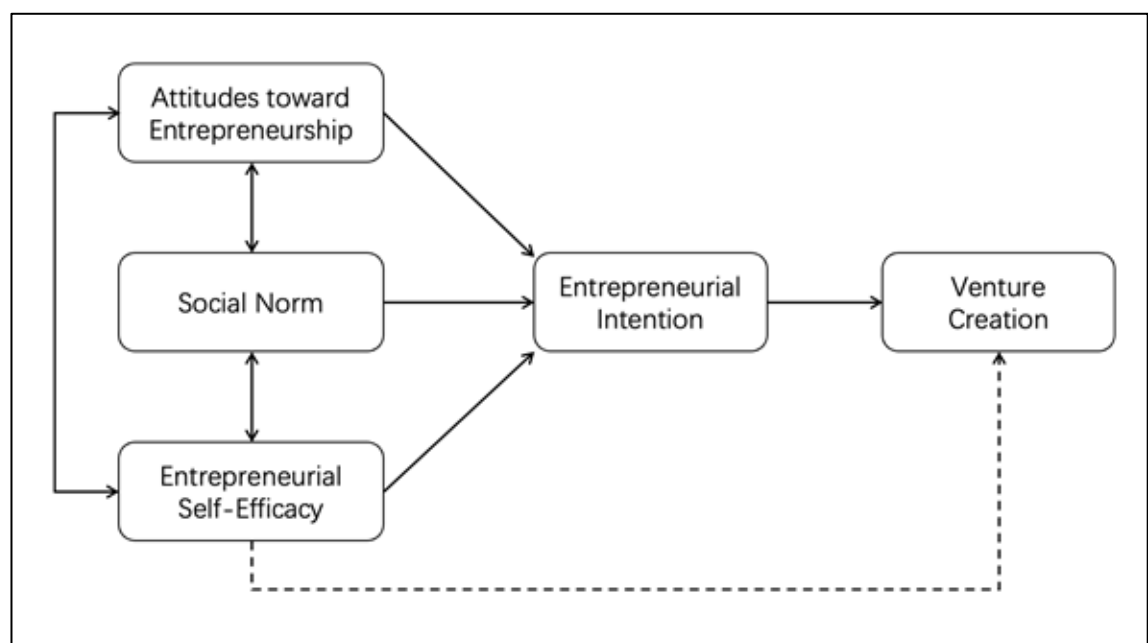 Attitudes toward
Entrepreneurship
Social Norm
Entrepreneurial
Self-Efficacy
Entrepreneurial
Intention
Venture
Creation